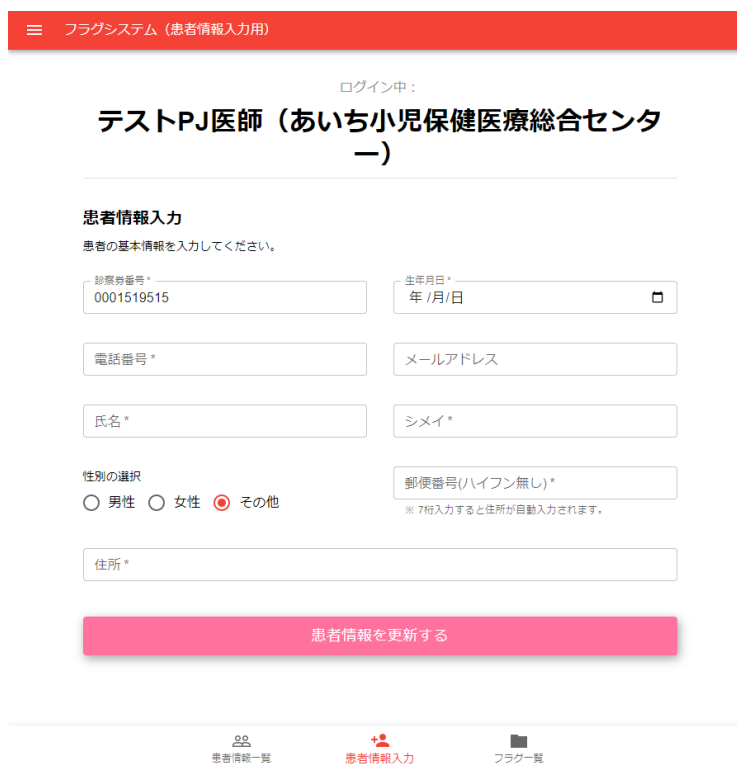 フラグシステム（患者情報入力用）
ログイン中：
テストPJ医師（あいち小児保健医療総合センタ
ー）
患者情報入力
患者の基本情報を入力してください。
診察券番号 *
0001519515
生年月日 *
年 /月/日
電話番号 *
メールアドレス
氏名 *
シメイ *
性別の選択
男性 女性 その他
郵便番号(ハイフン無し) *
※ 7桁入力すると住所が自動入力されます。
住所 *
患者情報を更新する
患者情報一覧
患者情報入力
フラグ一覧